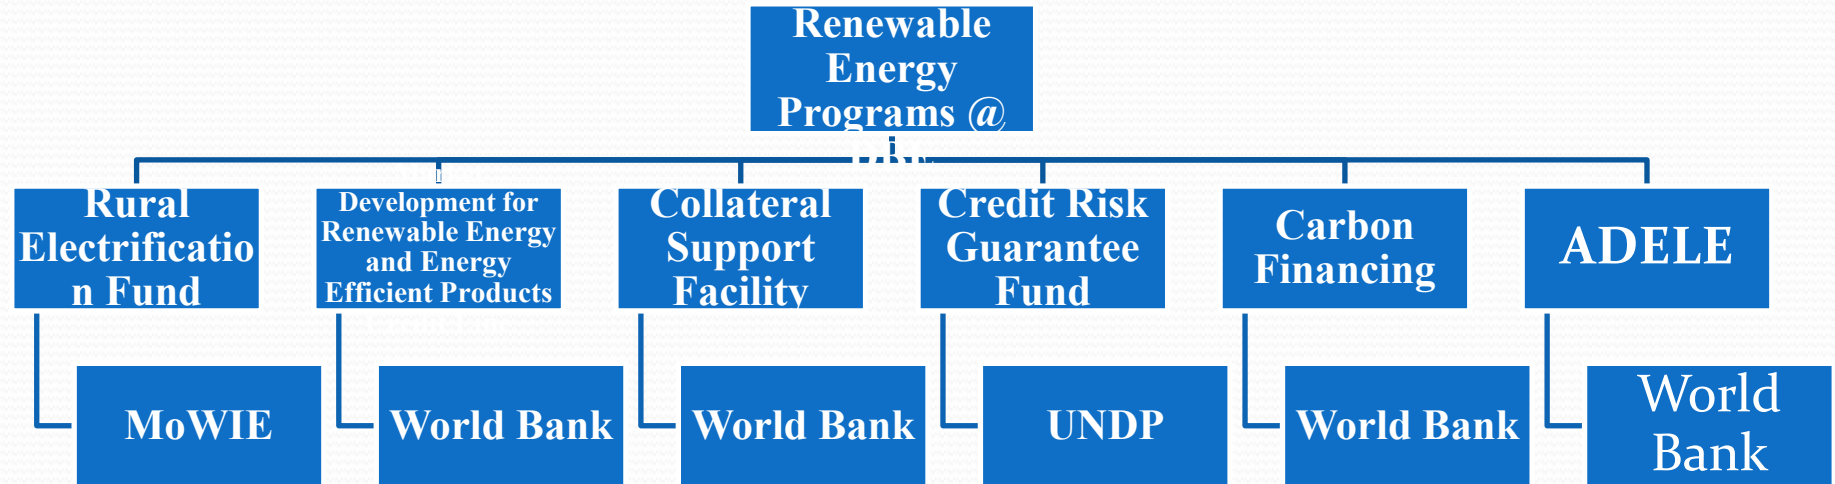 Renewable
Energy
Programs @
DBE
Rural
Electrificatio
n Fund
Development for
Renewable Energy
and Energy
Efficient Products
Collateral
Support
Facility
Credit Risk
Guarantee
Fund
Carbon
Financing
ADELE
MoWIE
World Bank
World Bank
UNDP
World Bank
World
Bank